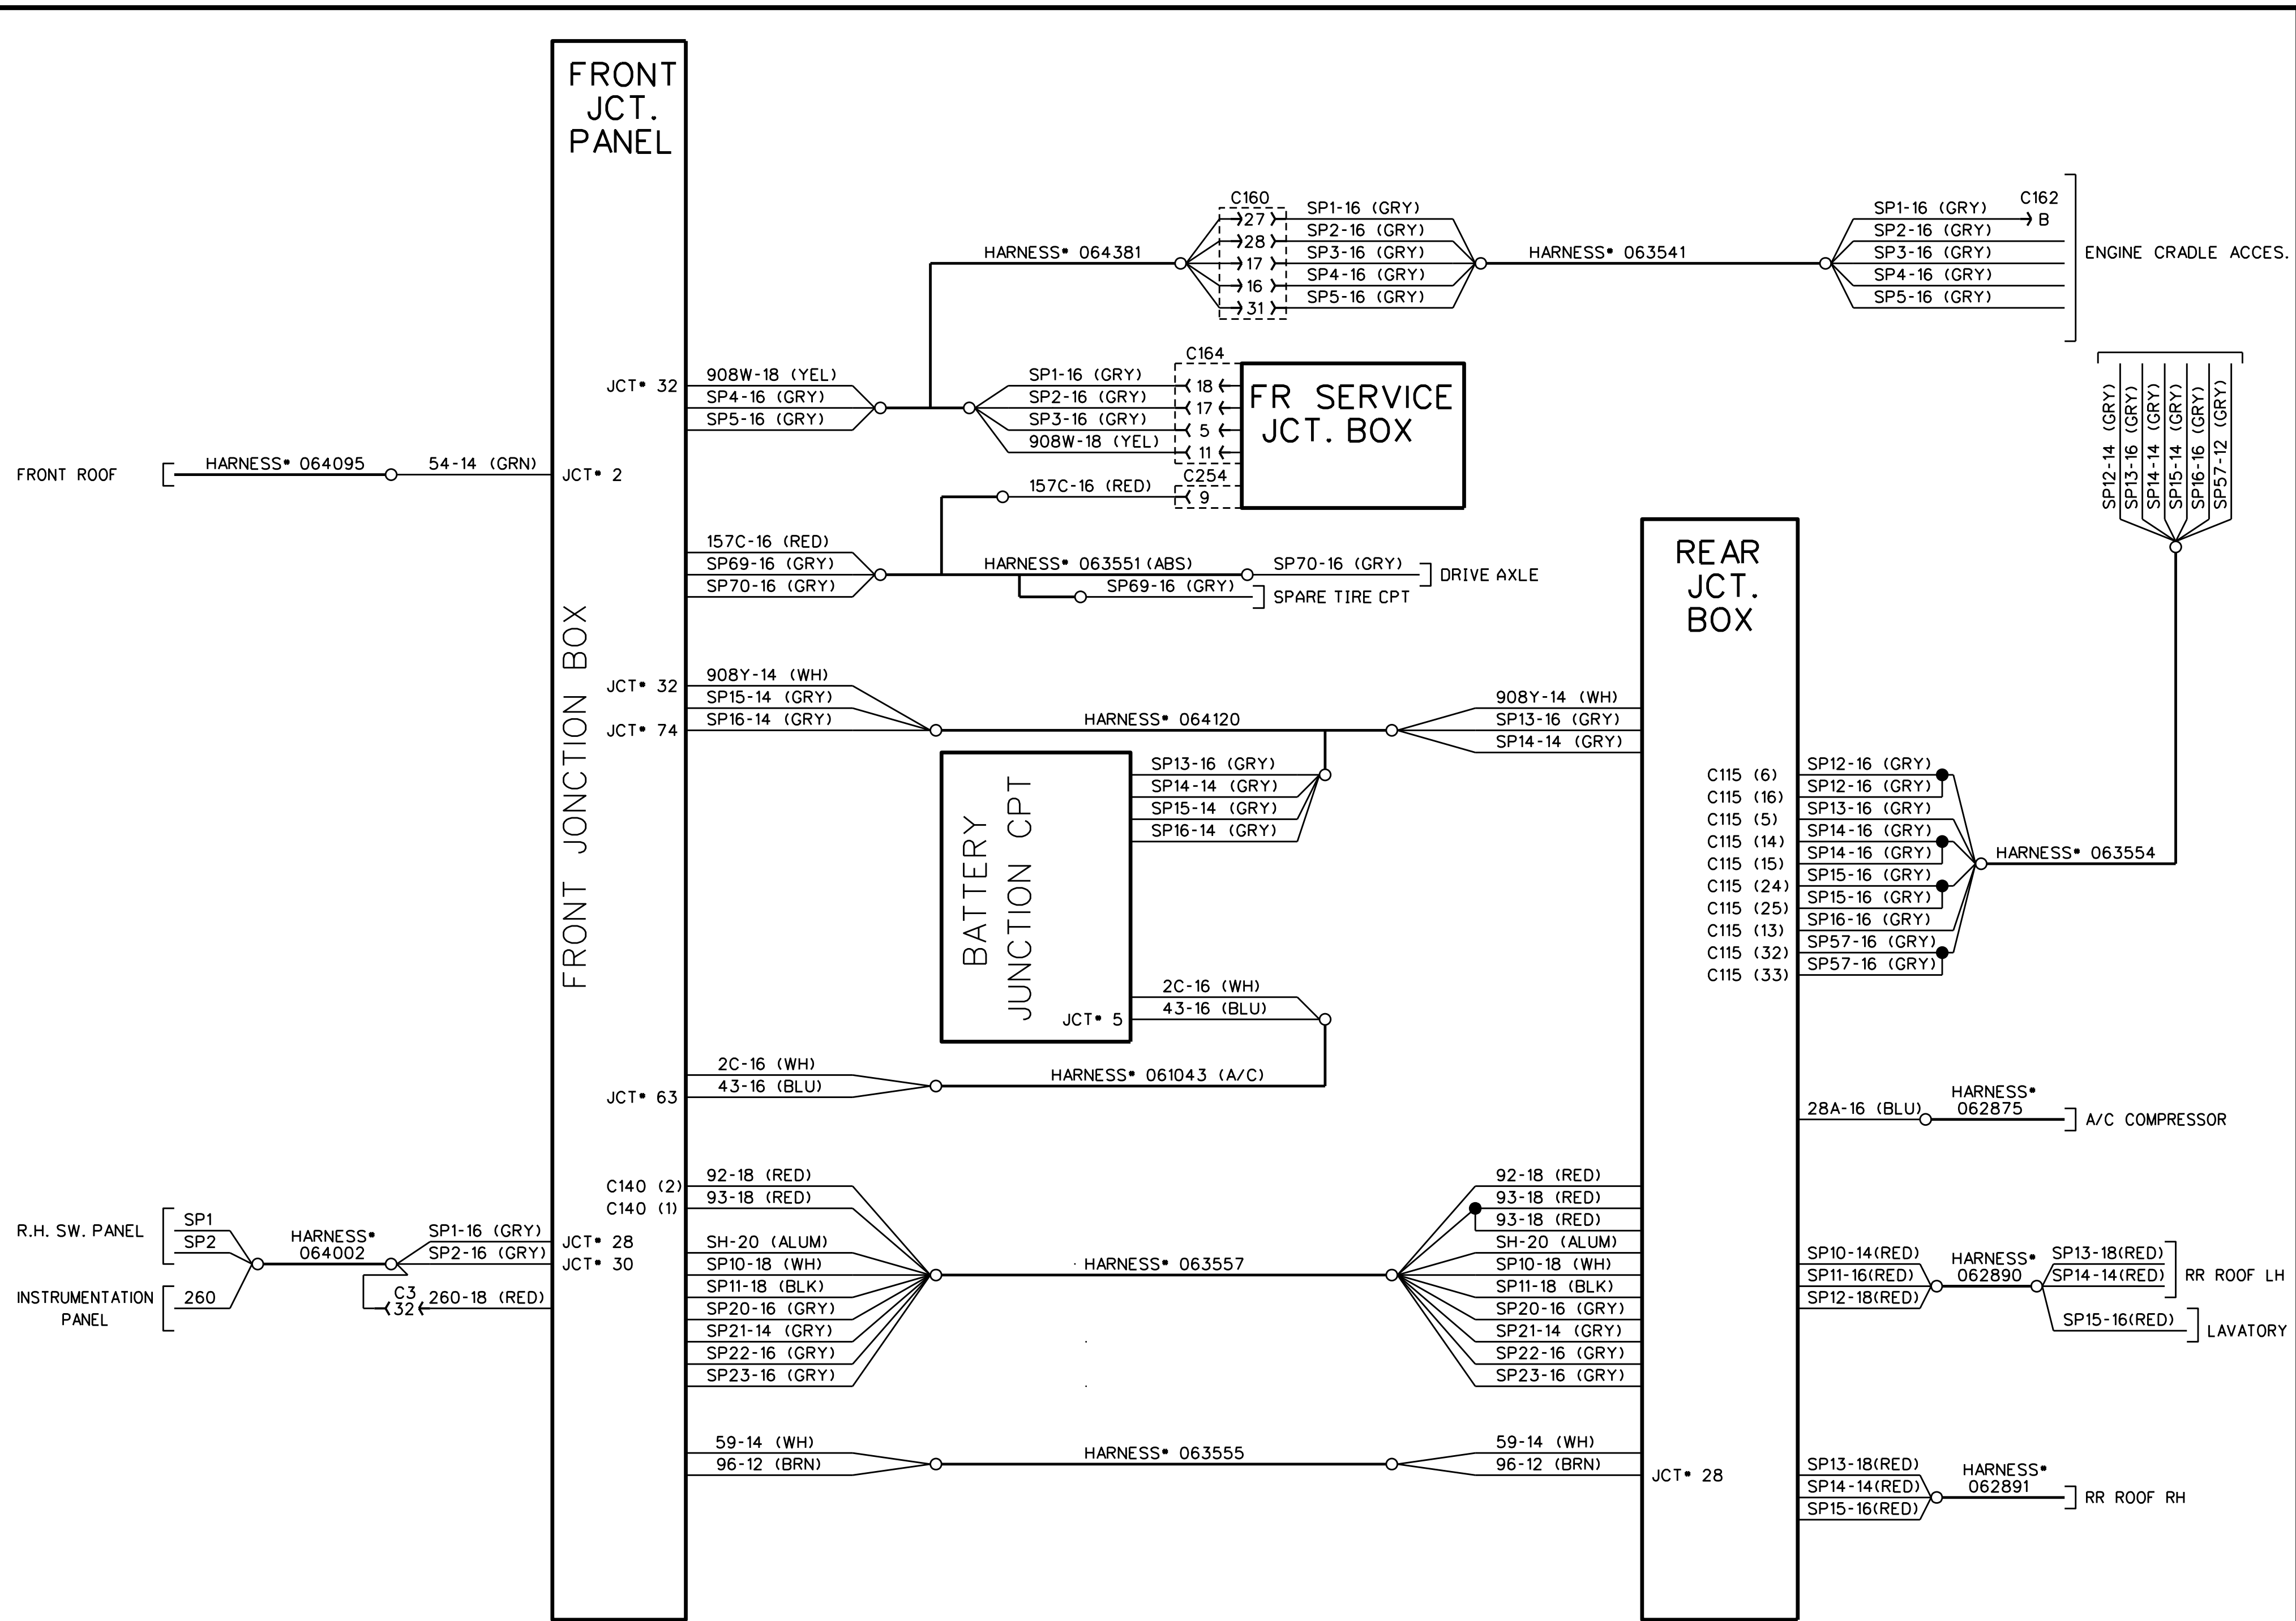 FRONT
JCT.
PANEL
FRONT JONCTION BOX
C160
27
28
17
16
31
SP1-16 (GRY)
SP2-16 (GRY)
SP3-16 (GRY)
SP4-16 (GRY)
SP5-16 (GRY)
HARNESS# 064381
HARNESS# 063541
SP1-16 (GRY)
SP2-16 (GRY)
SP3-16 (GRY)
SP4-16 (GRY)
SP5-16 (GRY)
C162
B
ENGINE CRADLE ACCES.
JCT# 32
908W-18 (YEL)
SP4-16 (GRY)
SP5-16 (GRY)
SP1-16 (GRY)
SP2-16 (GRY)
SP3-16 (GRY)
908W-18 (YEL)
C164
18
17
5
11
C254
9
157C-16 (RED)
FR SERVICE
JCT. BOX
SP12-14 (GRY)
SP13-16 (GRY)
SP14-14 (GRY)
SP15-14 (GRY)
SP16-16 (GRY)
SP57-12 (GRY)
FRONT ROOF
HARNESS# 064095
54-14 (GRN)
JCT# 2
157C-16 (RED)
SP69-16 (GRY)
SP70-16 (GRY)
HARNESS# 063551 (ABS)
SP70-16 (GRY)
DRIVE AXLE
SP69-16 (GRY)
SPARE TIRE CPT
REAR
JCT.
BOX
JCT# 32
JCT# 74
908Y-14 (WH)
SP15-14 (GRY)
SP16-14 (GRY)
HARNESS# 064120
908Y-14 (WH)
SP13-16 (GRY)
SP14-14 (GRY)
BATTERY
JUNCTION CPT
SP13-16 (GRY)
SP14-14 (GRY)
SP15-14 (GRY)
SP16-14 (GRY)
2C-16 (WH)
43-16 (BLU)
JCT# 5
C115 (6) SP12-16 (GRY)
C115 (16) SP12-16 (GRY)
C115 (5) SP13-16 (GRY)
C115 (14) SP14-16 (GRY)
C115 (15) SP14-16 (GRY)
C115 (24) SP15-16 (GRY)
C115 (25) SP15-16 (GRY)
C115 (13) SP16-16 (GRY)
C115 (32) SP57-16 (GRY)
C115 (33) SP57-16 (GRY)
HARNESS# 063554
2C-16 (WH)
43-16 (BLU)
JCT# 63
HARNESS# 061043 (A/C)
28A-16 (BLU)
HARNESS#
062875
A/C COMPRESSOR
R.H. SW. PANEL
SP1
SP2
INSTRUMENTATION
PANEL
260
HARNESS#
064002
SP1-16 (GRY)
SP2-16 (GRY)
C3
32
260-18 (RED)
JCT# 28
JCT# 30
C140 (2)
C140 (1)
92-18 (RED)
93-18 (RED)
SH-20 (ALUM)
SP10-18 (WH)
SP11-18 (BLK)
SP20-16 (GRY)
SP21-14 (GRY)
SP22-16 (GRY)
SP23-16 (GRY)
HARNESS# 063557
92-18 (RED)
93-18 (RED)
93-18 (RED)
SH-20 (ALUM)
SP10-18 (WH)
SP11-18 (BLK)
SP20-16 (GRY)
SP21-14 (GRY)
SP22-16 (GRY)
SP23-16 (GRY)
SP10-14(RED)
SP11-16(RED)
SP12-18(RED)
HARNESS#
062890
SP13-18(RED)
SP14-14(RED)
RR ROOF LH
SP15-16(RED)
LAVATORY
59-14 (WH)
96-12 (BRN)
HARNESS# 063555
59-14 (WH)
96-12 (BRN)
JCT# 28
SP13-18(RED)
SP14-14(RED)
SP15-16(RED)
HARNESS#
062891
RR ROOF RH